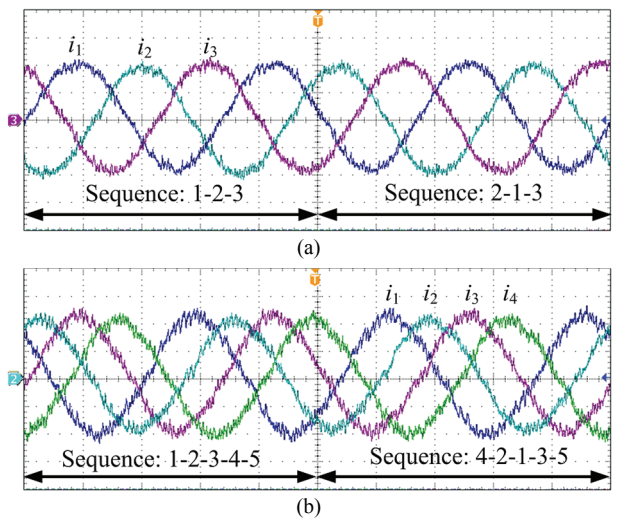 T
i1 i2 i3
3
Sequence: 1-2-3 Sequence: 2-1-3
(a)
T
i1 i2 i3 i4
2
Sequence: 1-2-3-4-5 Sequence: 4-2-1-3-5
(b)